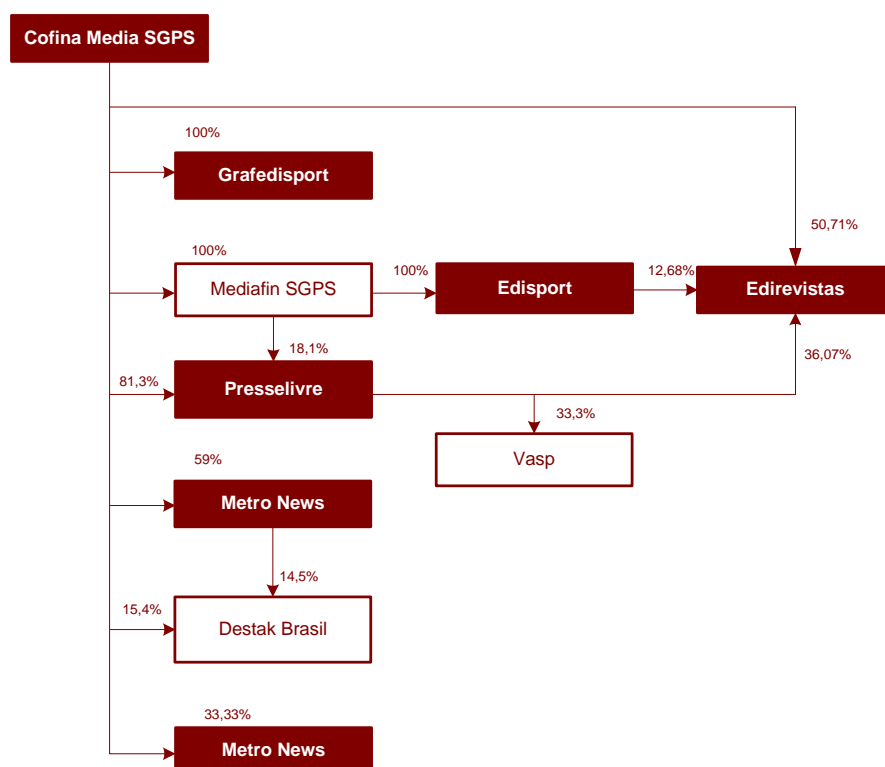 Cofina Media SGPS
100%
Grafedisport
50,71%
100%
Mediafin SGPS
100%
Edisport
12,68%
Edirevistas
18,1%
36,07%
81,3%
Presselivre
33,3%
Vasp
59%
Metro News
14,5%
15,4%
Destak Brasil
33,33%
Metro News